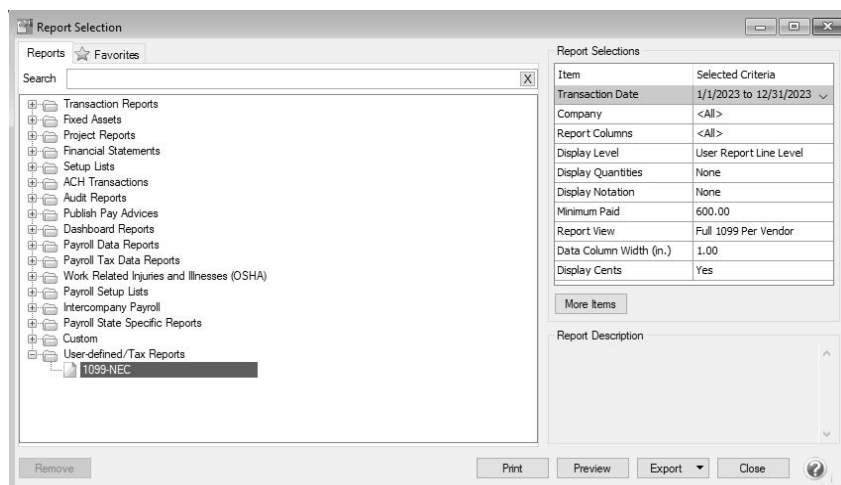 Report Selection
Reports
Favorites
Search
X
Transaction Reports
Fixed Assets
Project Reports
Financial Statements
Setup Lists
ACH Transactions
Audit Reports
Publish Pay Advices
Dashboard Reports
Payroll Data Reports
Payroll Tax Data Reports
Work Related Injuries and Illnesses (OSHA)
Payroll Setup Lists
Intercompany Payroll
Payroll State Specific Reports
Custom
User-defined/Tax Reports
1099-NEC
Report Selections
Item Selected Criteria
Transaction Date 1/1/2023 to 12/31/2023
Company <All>
Report Columns <All>
Display Level User Report Line Level
Display Quantities None
Display Notation None
Minimum Paid 600.00
Report View Full 1099 Per Vendor
Data Column Width (in.) 1.00
Display Cents Yes
More Items
Report Description
Remove
Print
Preview
Export
Close
?